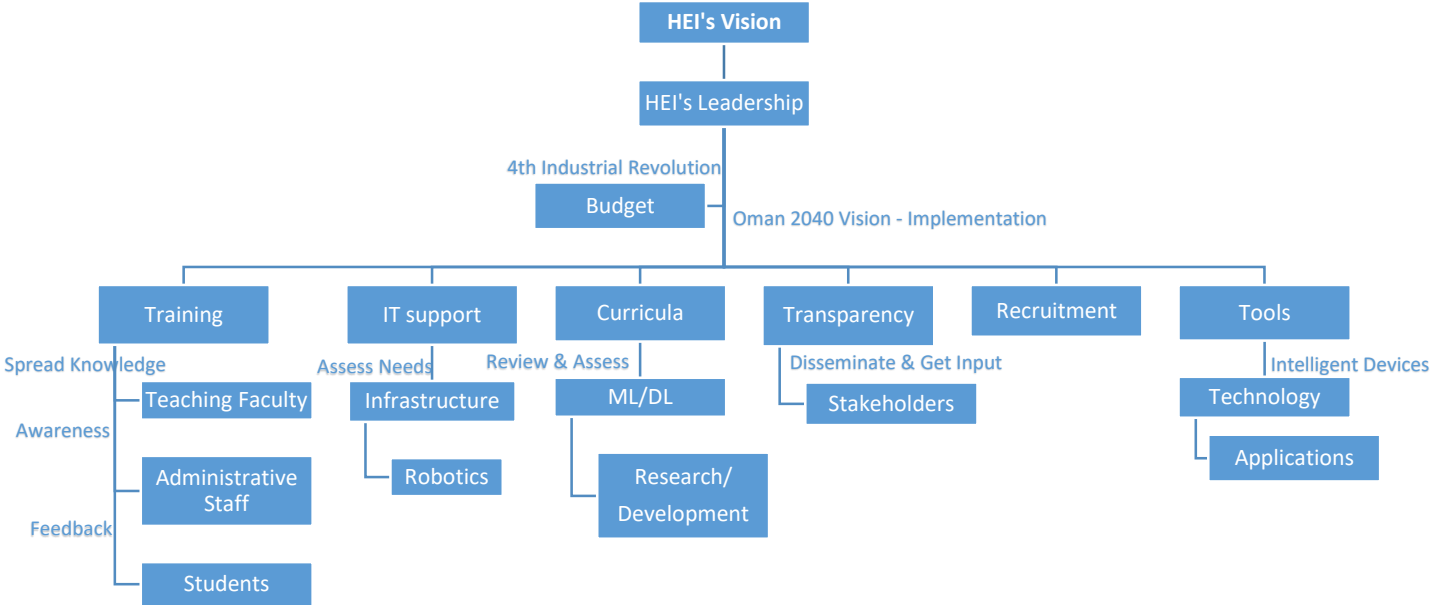 HEI's Vision
HEI's Leadership
4th Industrial Revolution
Budget
Oman 2040 Vision - Implementation
Training
IT support
Curricula
Transparency
Recruitment
Tools
Spread Knowledge
Assess Needs
Review & Assess
Disseminate & Get Input
Intelligent Devices
Teaching Faculty
Infrastructure
ML/DL
Stakeholders
Technology
Awareness
Administrative
Staff
Robotics
Research/
Development
Applications
Feedback
Students